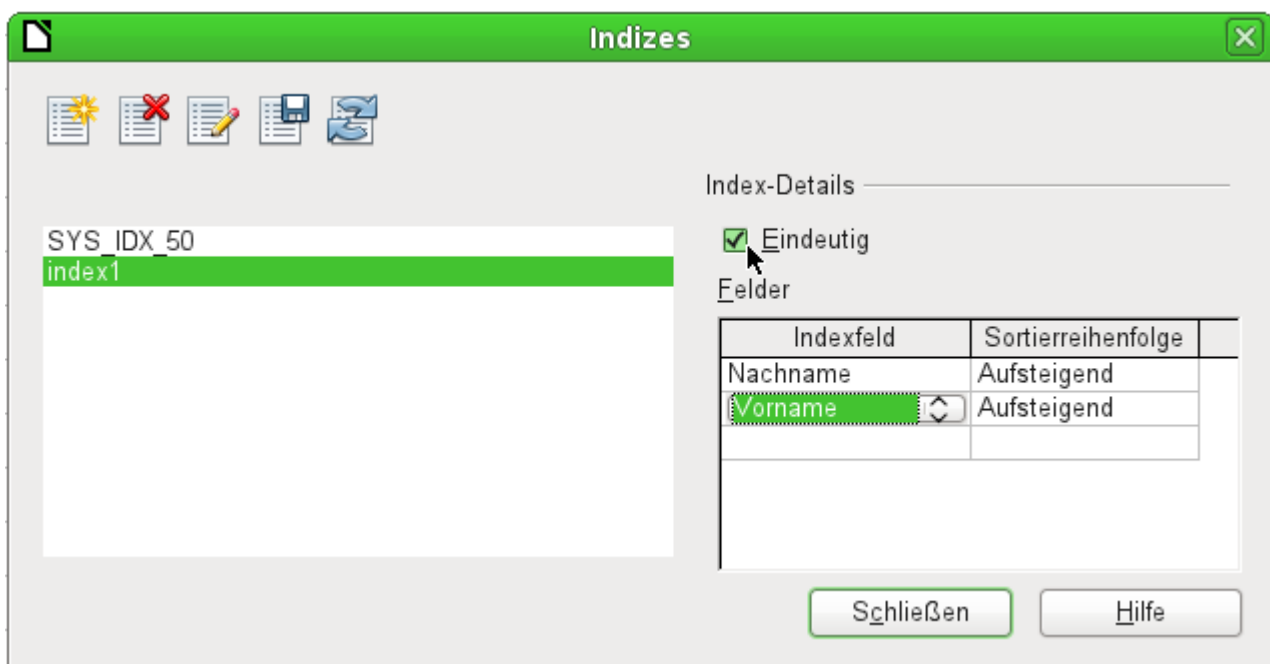 Indizes
Index-Details
SYS_IDX_50
index1
Eindeutig
Felder
Indexfeld Sortierreihenfolge
Nachname Aufsteigend
Vorname Aufsteigend
Schließen Hilfe